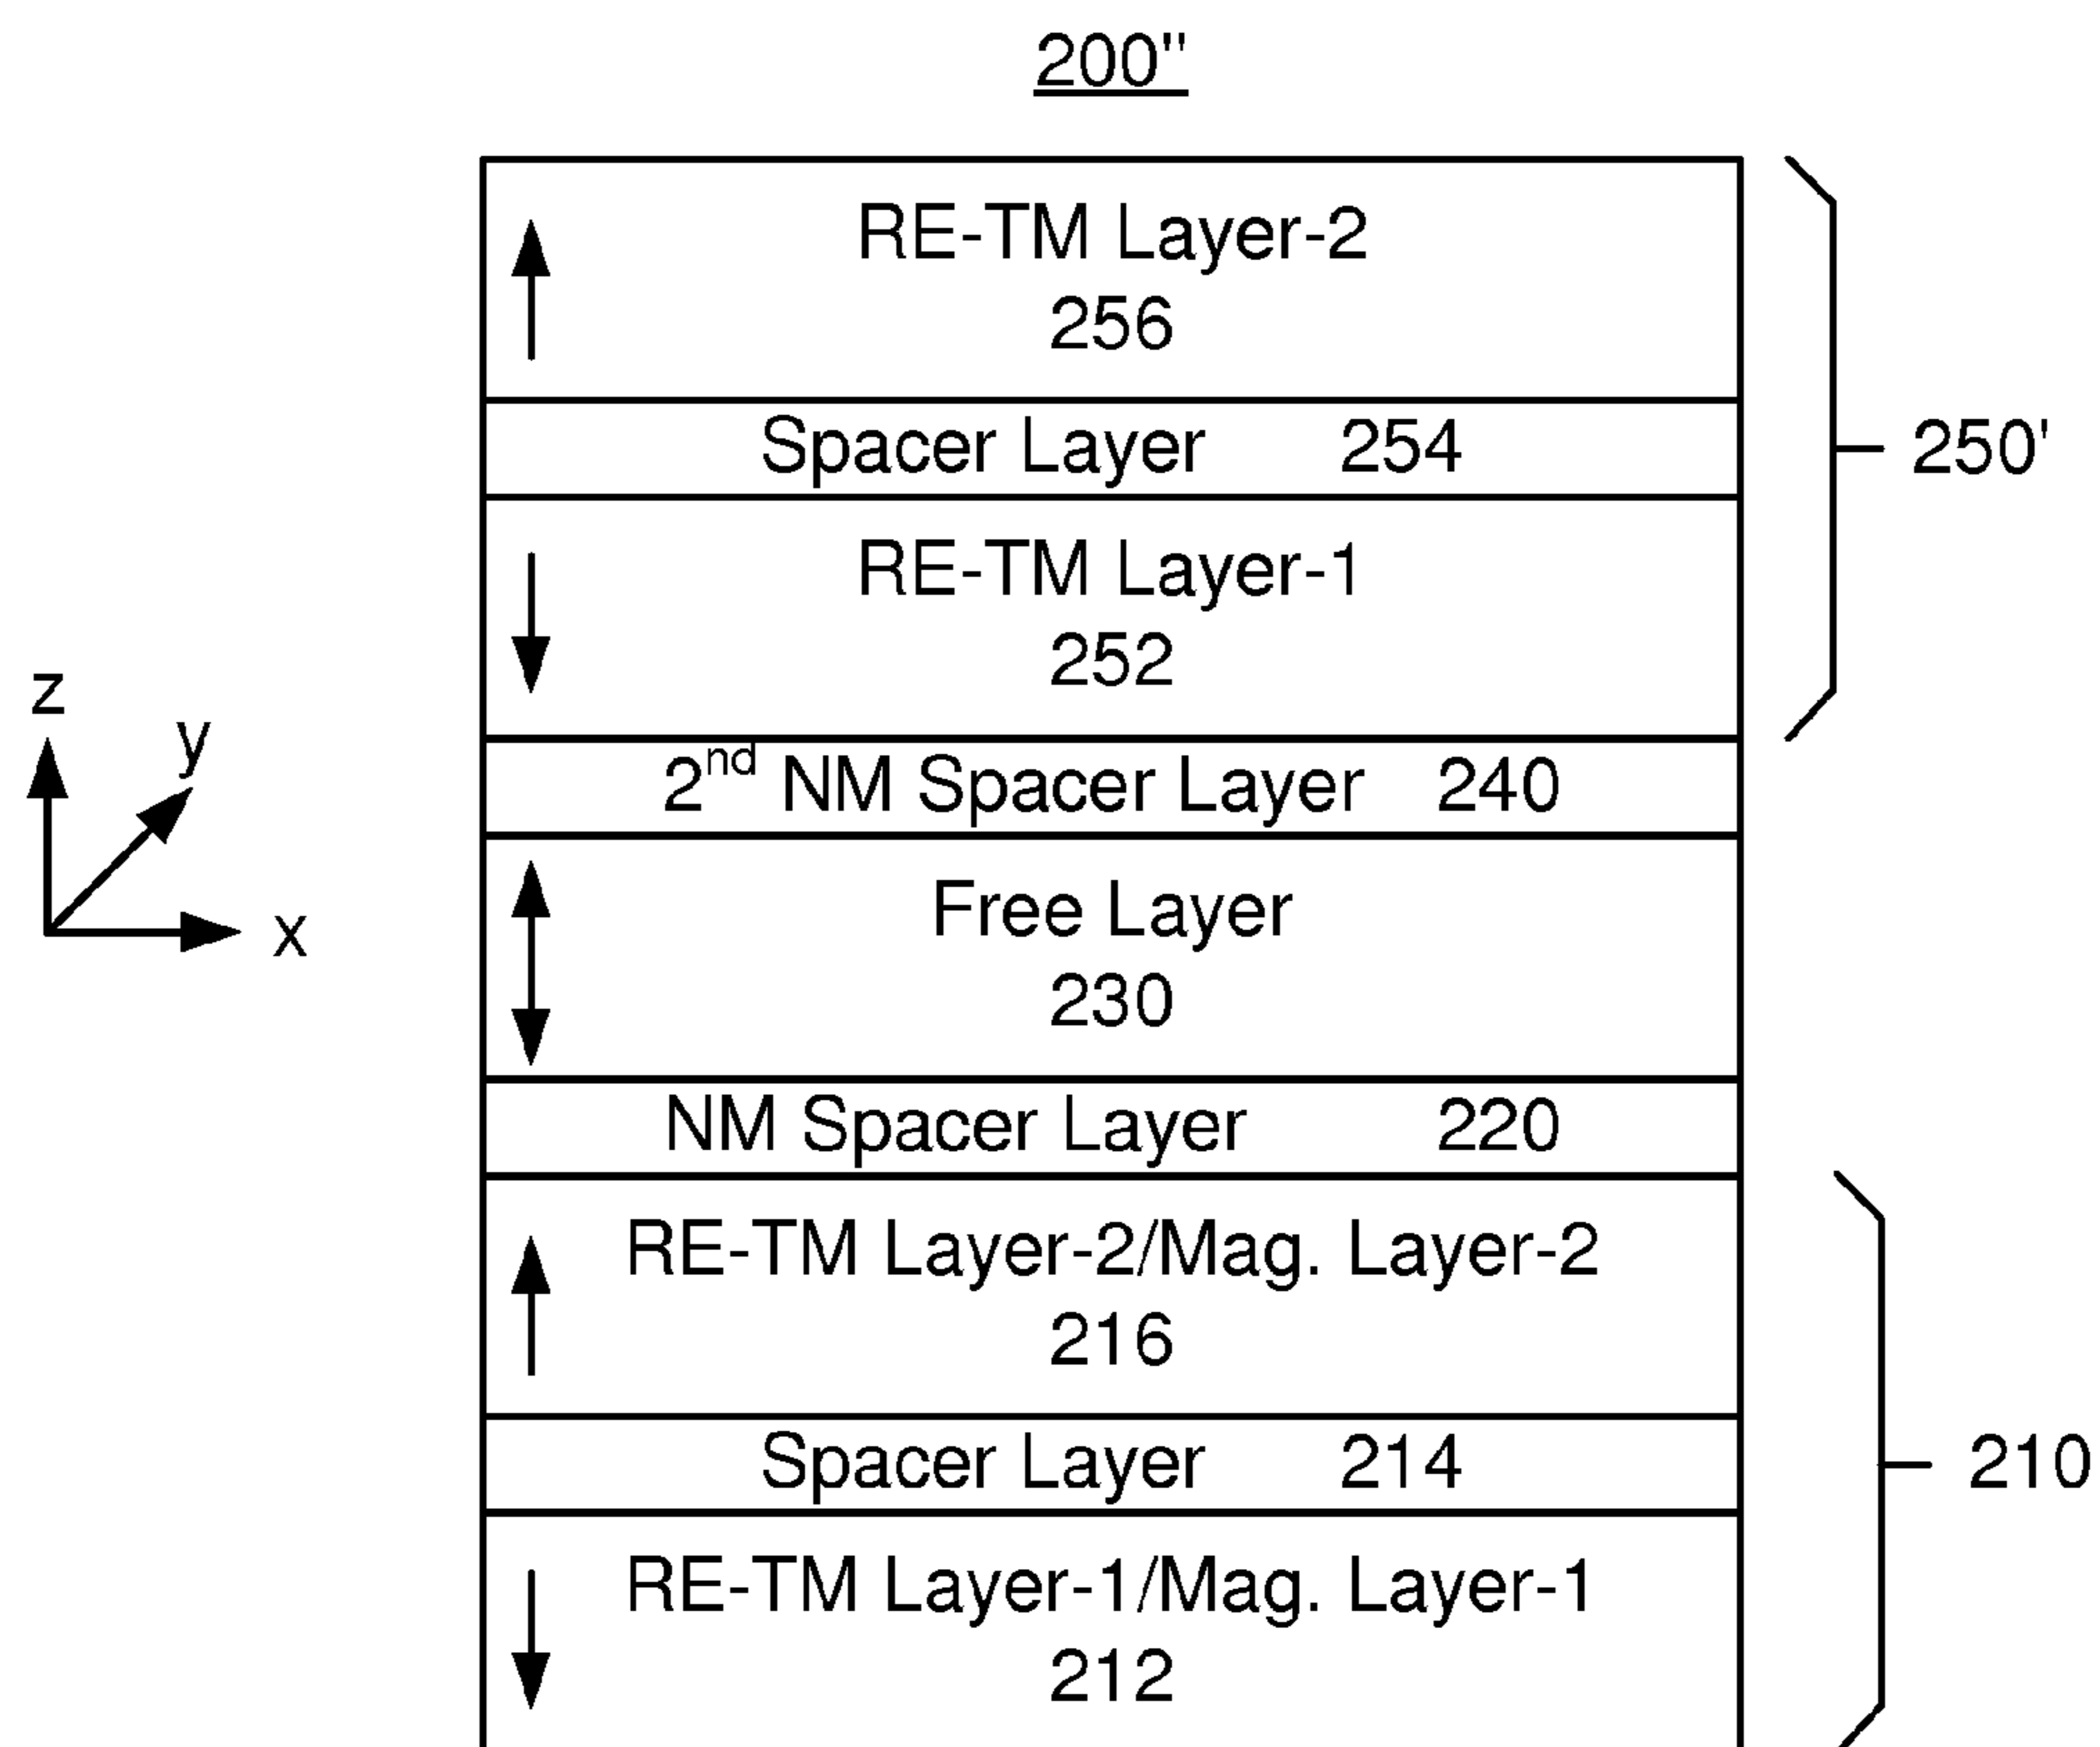 200"
RE-TM Layer-2
256
Spacer Layer 254
250'
RE-TM Layer-1
252
2nd NM Spacer Layer 240
z
y
x
Free Layer
230
NM Spacer Layer 220
RE-TM Layer-2/Mag. Layer-2
216
Spacer Layer 214
210
RE-TM Layer-1/Mag. Layer-1
212